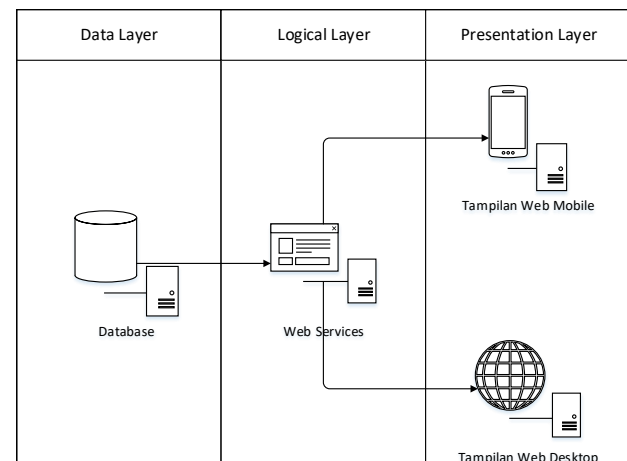 Data Layer
Logical Layer
Presentation Layer
Tampilan Web Mobile
Database
Web Services
Tampilan Web Desktop